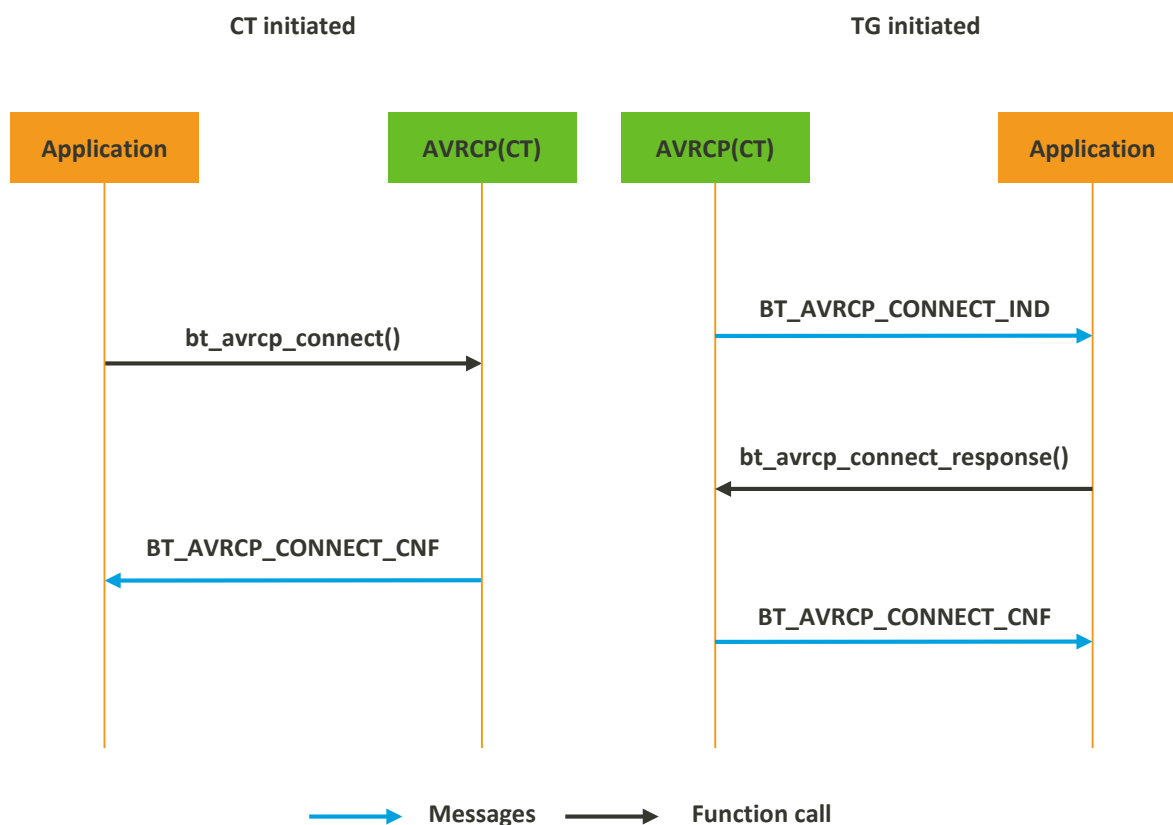 CT initiated
TG initiated
Application
AVRCP(CT)
AVRCP(CT)
Application
BT_AVRCP_CONNECT_IND
bt_avrcp_connect()
bt_avrcp_connect_response()
BT_AVRCP_CONNECT_CNF
BT_AVRCP_CONNECT_CNF
Messages
Function call